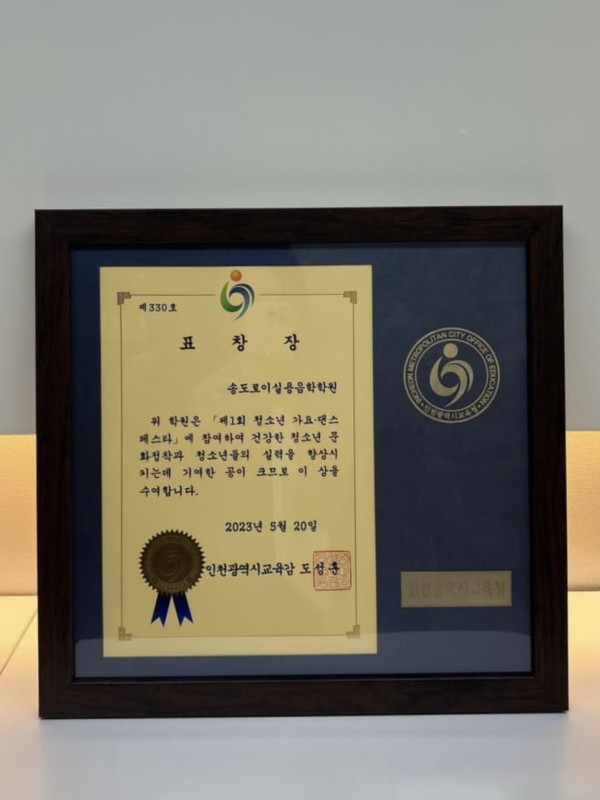 제330호
표 창 장
송도로이실용음학학원
위 학원은 「제1회 청소년 가요·댄스
페스타」에 참여하여 건강한 청소년 문
화정착과 청소년들의 실력을 향상시
키는데 기여한 공이 크므로 이 상을
수여합니다.
2023년 5월 20일
인천광역시교육감 도성훈
INCHEON METROPOLITAN CITY OFFICE OF EDUCATION
인천광역시교육청
인천광역시교육청